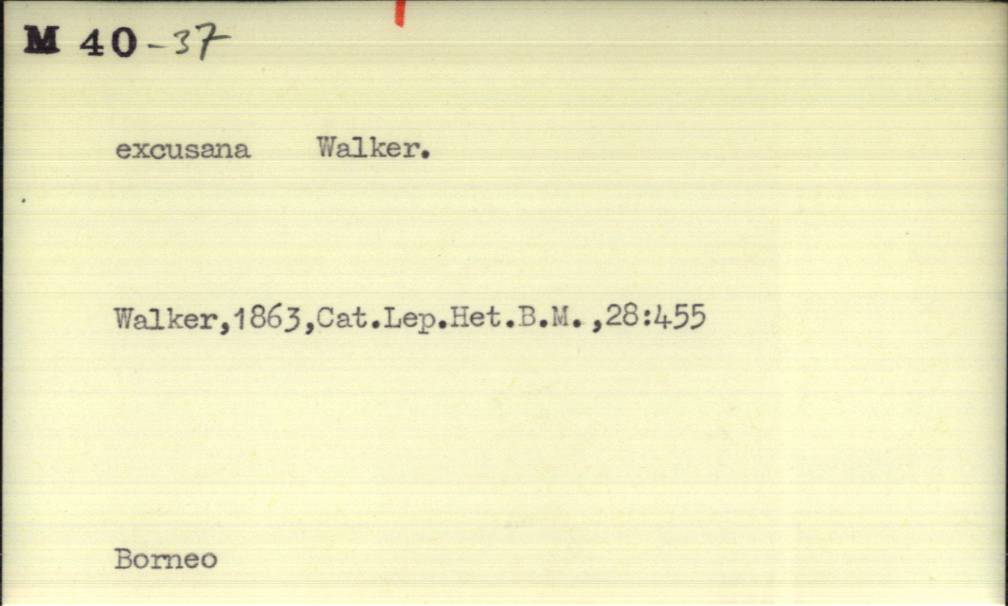 M 40-37
excusana Walker.
Walker,1863,Cat.Lep.Het.B.M.,28:455
Borneo